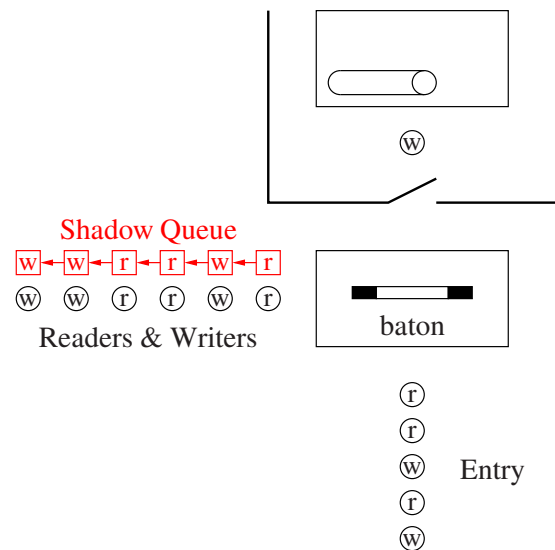 w
Shadow Queue
w w r r w r
w w r r w r
Readers & Writers
baton
r
r
w
Entry
r
w